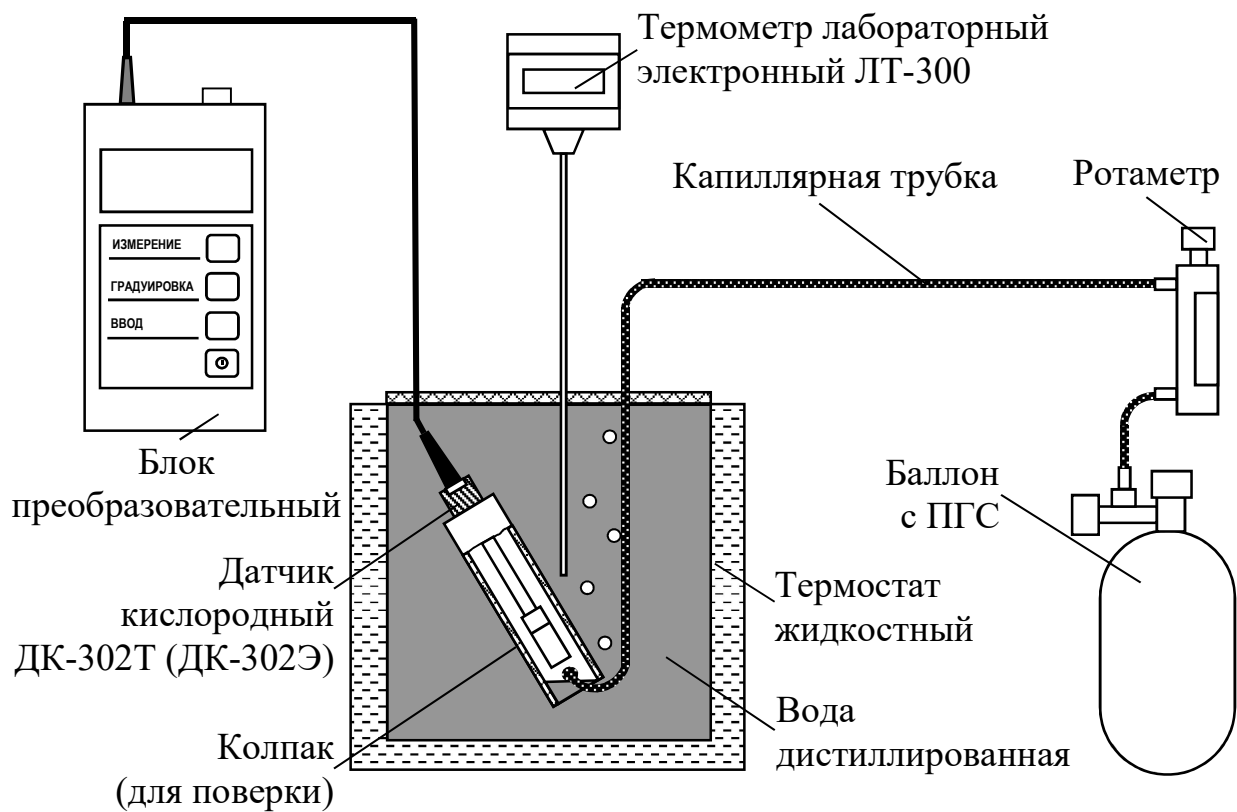 Термометр лабораторный
электронный ЛТ-300
Капиллярная трубка
Ротаметр
ИЗМЕРЕНИЕ
ГРАДУИРОВКА
ВВОД
Блок
преобразовательный
Баллон
с ПГС
Датчик
кислородный
ДК-302Т (ДК-302Э)
Термостат
жидкостный
Колпак
(для поверки)
Вода
дистиллированная